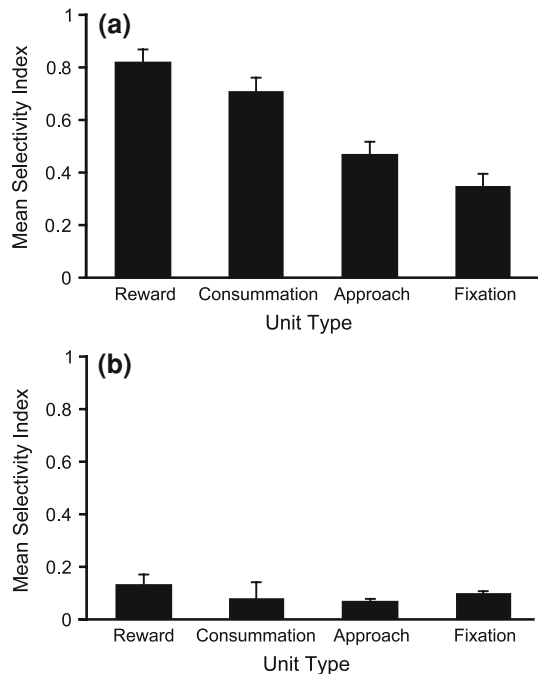 (a)
Mean Selectivity Index
1
0.8
0.6
0.4
0.2
0
Reward Consummation Approach Fixation
Unit Type
(b)
Mean Selectivity Index
1
0.8
0.6
0.4
0.2
0
Reward Consummation Approach Fixation
Unit Type